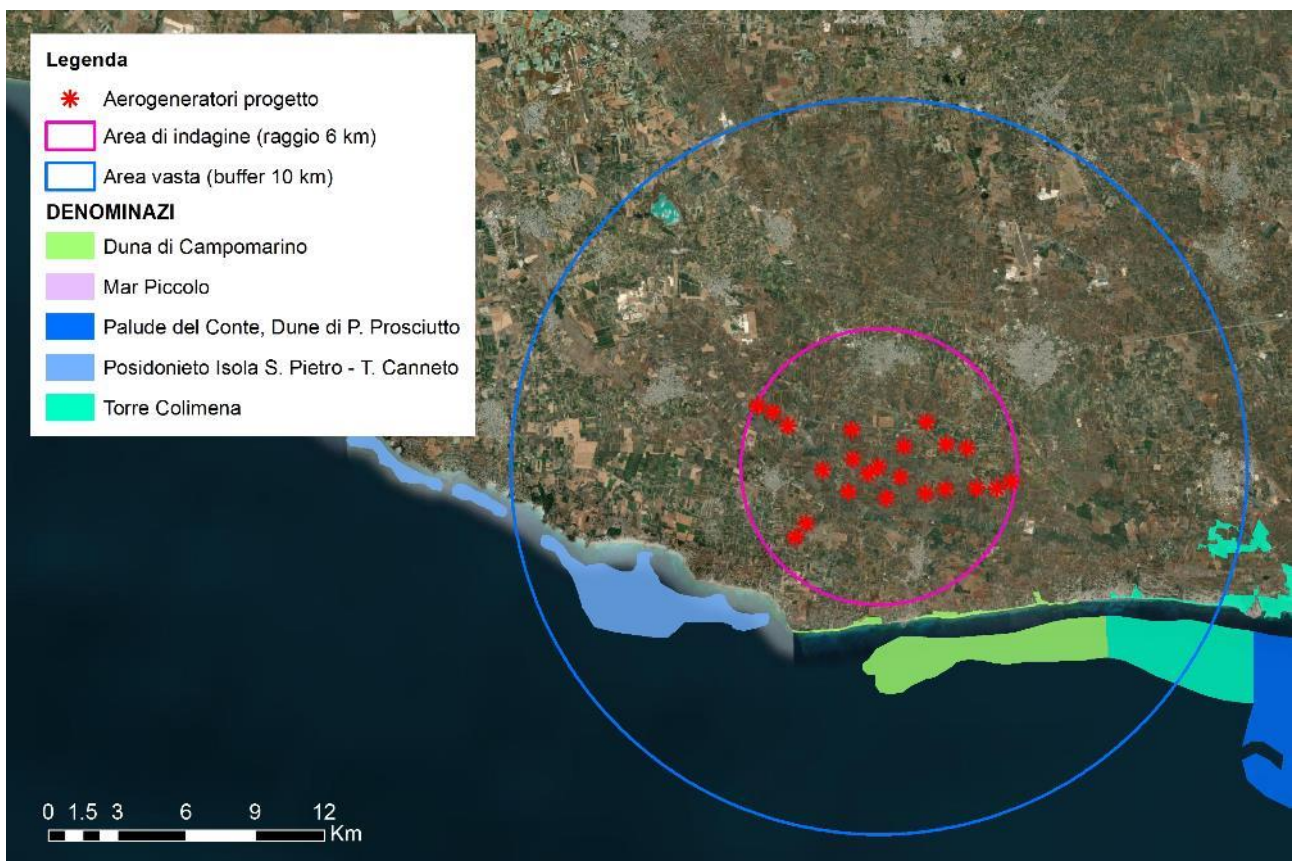 Legenda
Aerogeneratori progetto
Area di indagine (raggio 6 km)
Area vasta (buffer 10 km)
DENOMINAZI
Duna di Campomarino
Mar Piccolo
Palude del Conte, Dune di P. Prosciutto
Posidonieto Isola S. Pietro - T. Canneto
Torre Colimena
0 1.5 3 6 9 12
Km